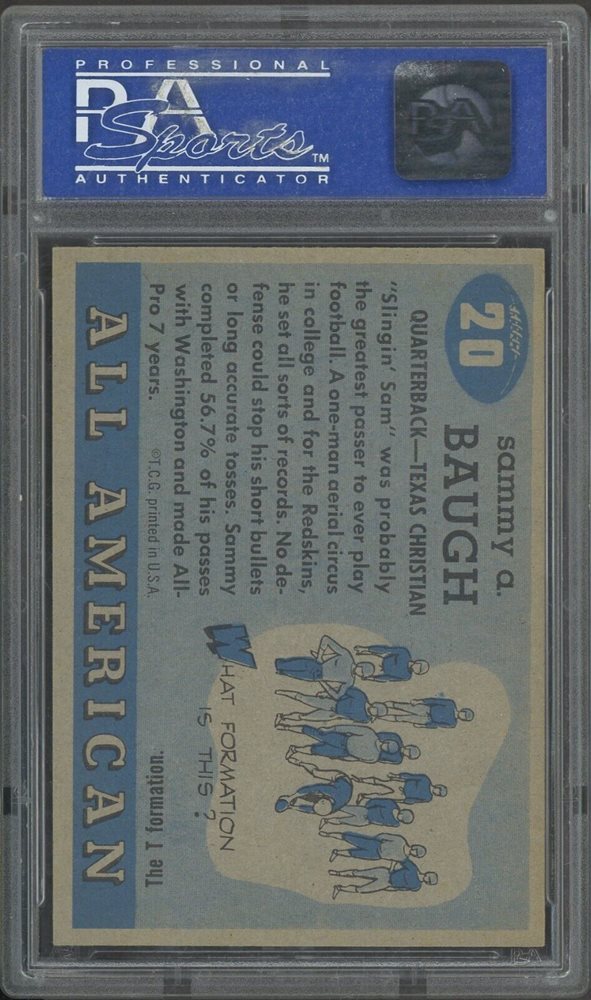 PROFESSIONAL
PSA
Sports™
AUTHENTICATOR
PSA
20
sammy a.
BAUGH
QUARTERBACK—TEXAS CHRISTIAN
"Slingin' Sam" was probably
the greatest passer to ever play
football. A one-man aerial circus
in college and for the Redskins,
he set all sorts of records. No de-
fense could stop his short bullets
or long accurate tosses. Sammy
completed 56.7% of his passes
with Washington and made All-
Pro 7 years.
©T.C.G. printed in U.S.A.
WHAT FORMATION
IS THIS?
The T formation.
ALL AMERICAN